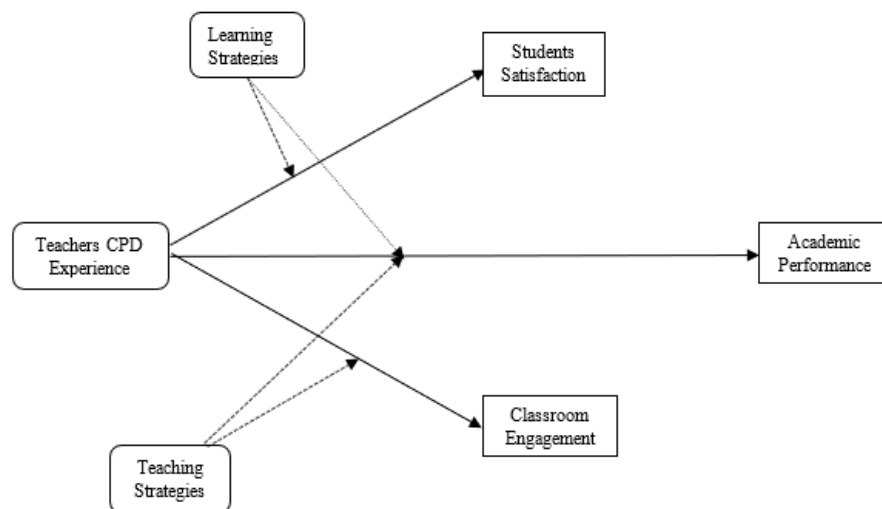 Learning
Strategies
Students
Satisfaction
Teachers CPD
Experience
Academic
Performance
Classroom
Engagement
Teaching
Strategies